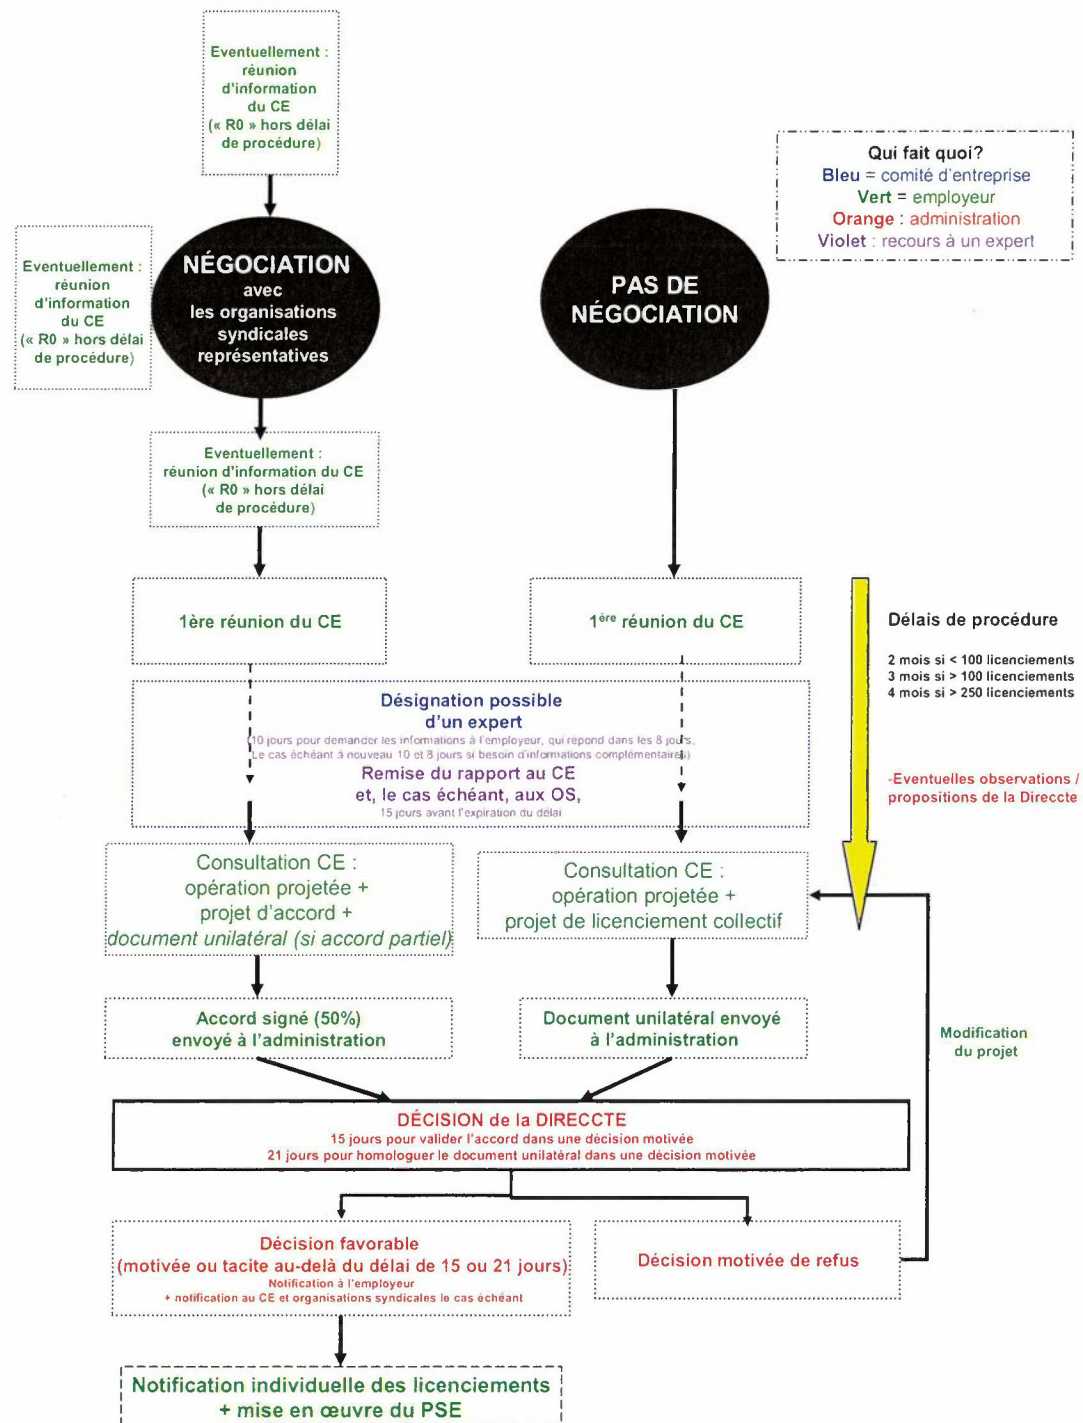 Eventuellement :
réunion
d'information
du CE
(« R0 » hors délai
de procédure)
Qui fait quoi?
Bleu = comité d'entreprise
Vert = employeur
Orange : administration
Violet : recours à un expert
Eventuellement :
réunion
d'information
du CE
(« R0 » hors délai
de procédure)
NÉGOCIATION
avec
les organisations
syndicales
représentatives
PAS DE
NÉGOCIATION
Eventuellement :
réunion d'information du CE
(« R0 » hors délai
de procédure)
1ère réunion du CE
1ère réunion du CE
Délais de procédure
2 mois si < 100 licenciements
3 mois si > 100 licenciements
4 mois si > 250 licenciements
Désignation possible
d'un expert
(10 jours pour demander les informations à l'employeur, qui répond dans les 8 jours.
Le cas échéant à nouveau 10 et 8 jours si besoin d'informations complémentaires)
Remise du rapport au CE
et, le cas échéant, aux OS,
15 jours avant l'expiration du délai
-Eventuelles observations /
propositions de la Direccte
Consultation CE :
opération projetée +
projet d'accord +
document unilatéral (si accord partiel)
Consultation CE :
opération projetée +
projet de licenciement collectif
Accord signé (50%)
envoyé à l'administration
Document unilatéral envoyé
à l'administration
Modification
du projet
DÉCISION de la DIRECCTE
15 jours pour valider l'accord dans une décision motivée
21 jours pour homologuer le document unilatéral dans une décision motivée
Décision favorable
(motivée ou tacite au-delà du délai de 15 ou 21 jours)
Notification à l'employeur
+ notification au CE et organisations syndicales le cas échéant
Décision motivée de refus
Notification individuelle des licenciements
+ mise en œuvre du PSE